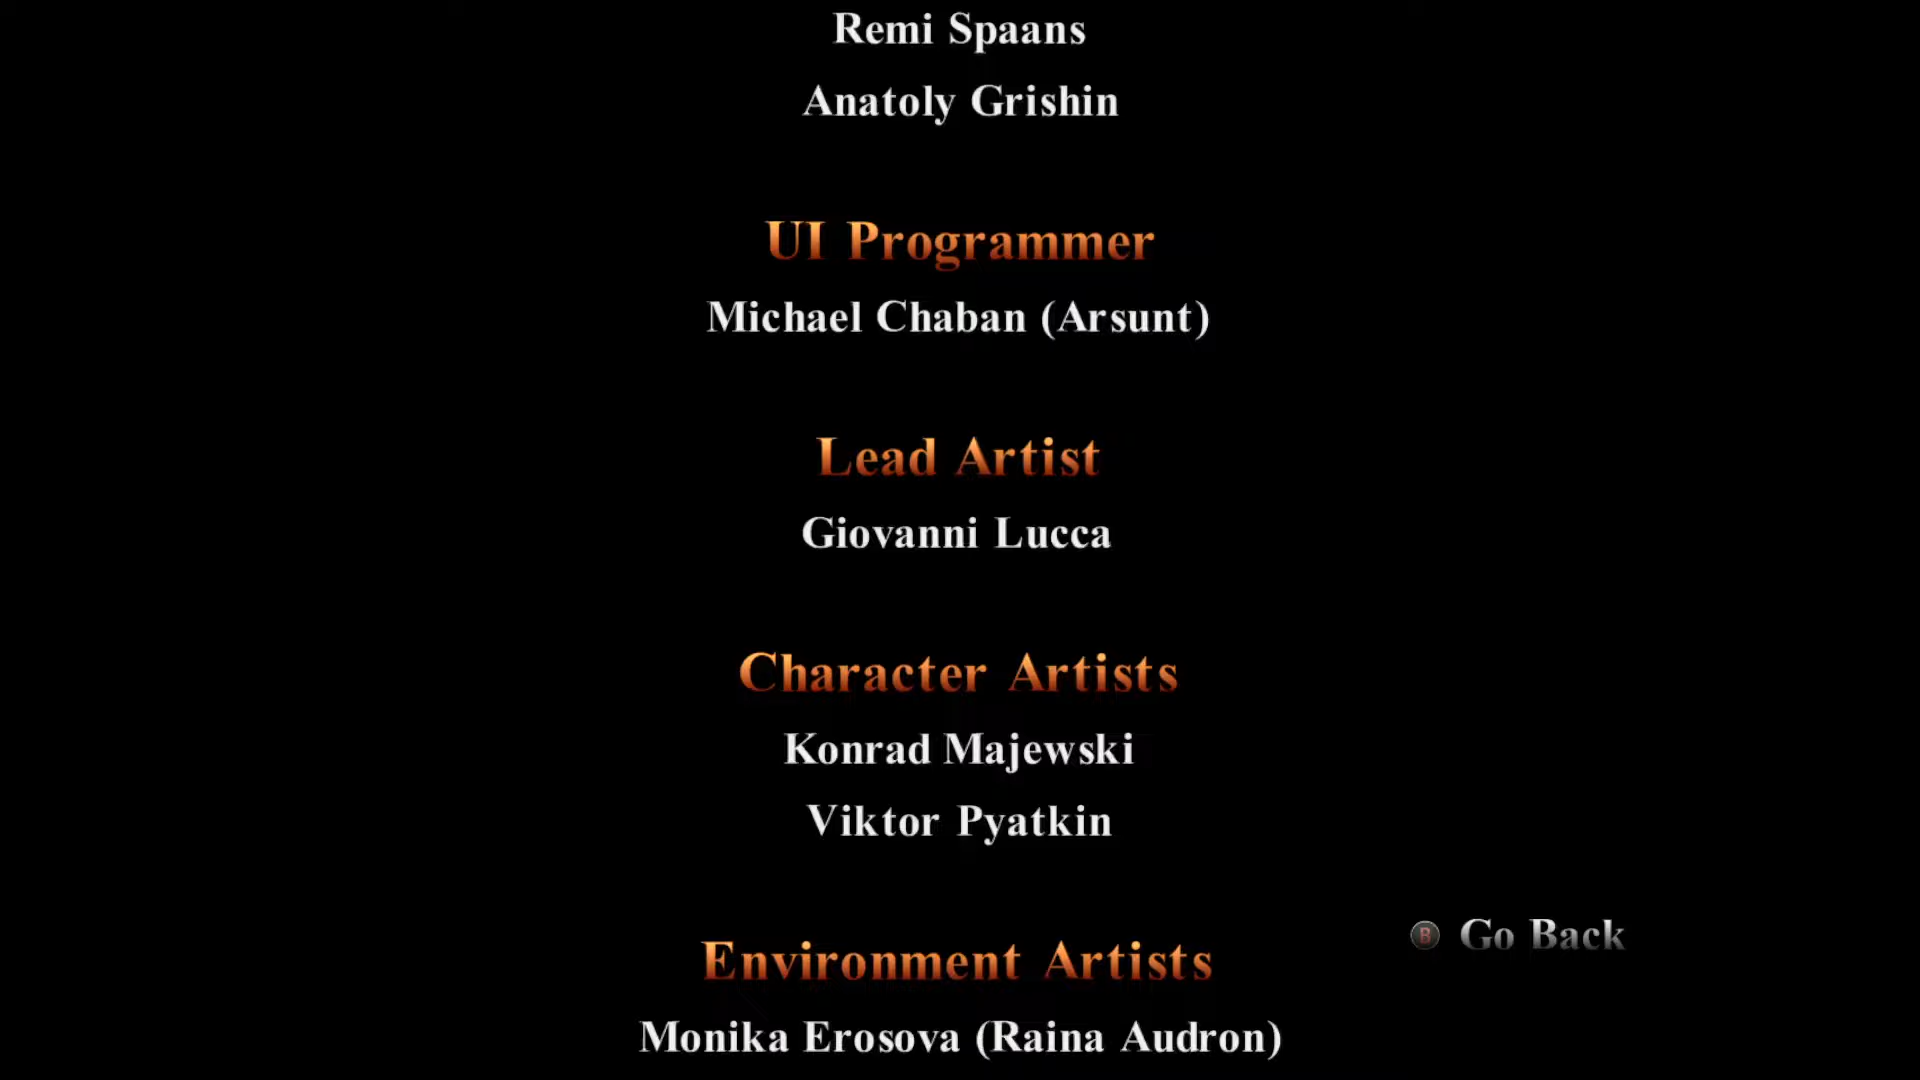 Remi Spaans
Anatoly Grishin
UI Programmer
Michael Chaban (Arsunt)
Lead Artist
Giovanni Lucca
Character Artists
Konrad Majewski
Viktor Pyatkin
B Go Back
Environment Artists
Monika Erosova (Raina Audron)